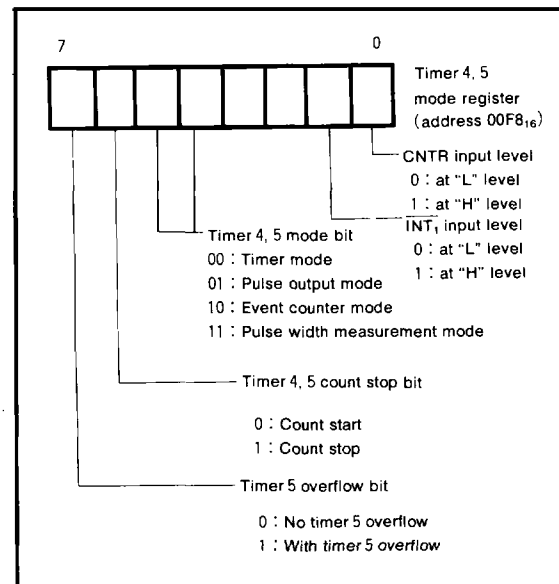 7 0
Timer 4, 5
mode register
(address 00F8₁₆)
CNTR input level
0 : at "L" level
1 : at "H" level
INT₁ input level
0 : at "L" level
1 : at "H" level
Timer 4, 5 mode bit
00 : Timer mode
01 : Pulse output mode
10 : Event counter mode
11 : Pulse width measurement mode
Timer 4, 5 count stop bit
0 : Count start
1 : Count stop
Timer 5 overflow bit
0 : No timer 5 overflow
1 : With timer 5 overflow